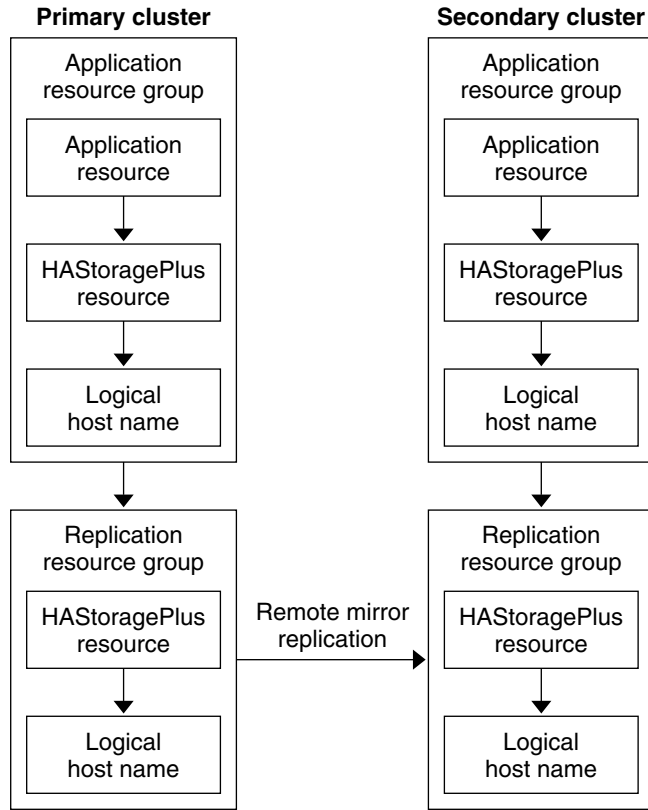 Primary cluster
Application
resource group
Application
resource
HAStoragePlus
resource
Logical
host name
Replication
resource group
HAStoragePlus
resource
Logical
host name
Remote mirror
replication
Secondary cluster
Application
resource group
Application
resource
HAStoragePlus
resource
Logical
host name
Replication
resource group
HAStoragePlus
resource
Logical
host name